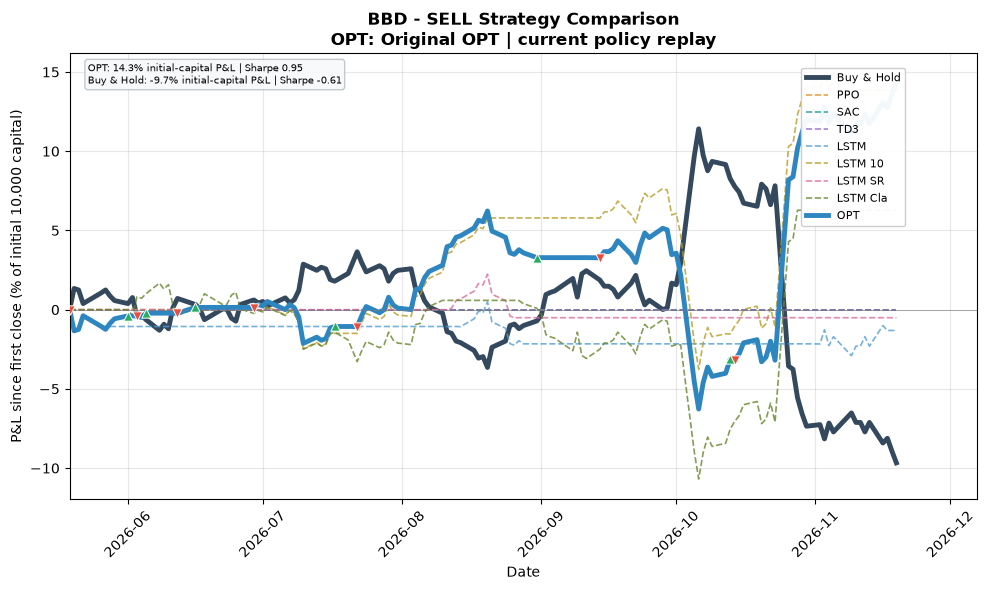 BBD - SELL Strategy Comparison
OPT: Original OPT | current policy replay
OPT: 14.3% initial-capital P&L | Sharpe 0.95
Buy & Hold: -9.7% initial-capital P&L | Sharpe -0.61
Buy & Hold
PPO
SAC
TD3
LSTM
LSTM 10
LSTM SR
LSTM Cla
OPT
P&L since first close (% of initial 10,000 capital)
15
10
5
0
−5
−10
2026-06
2026-07
2026-08
2026-09
2026-10
2026-11
2026-12
Date